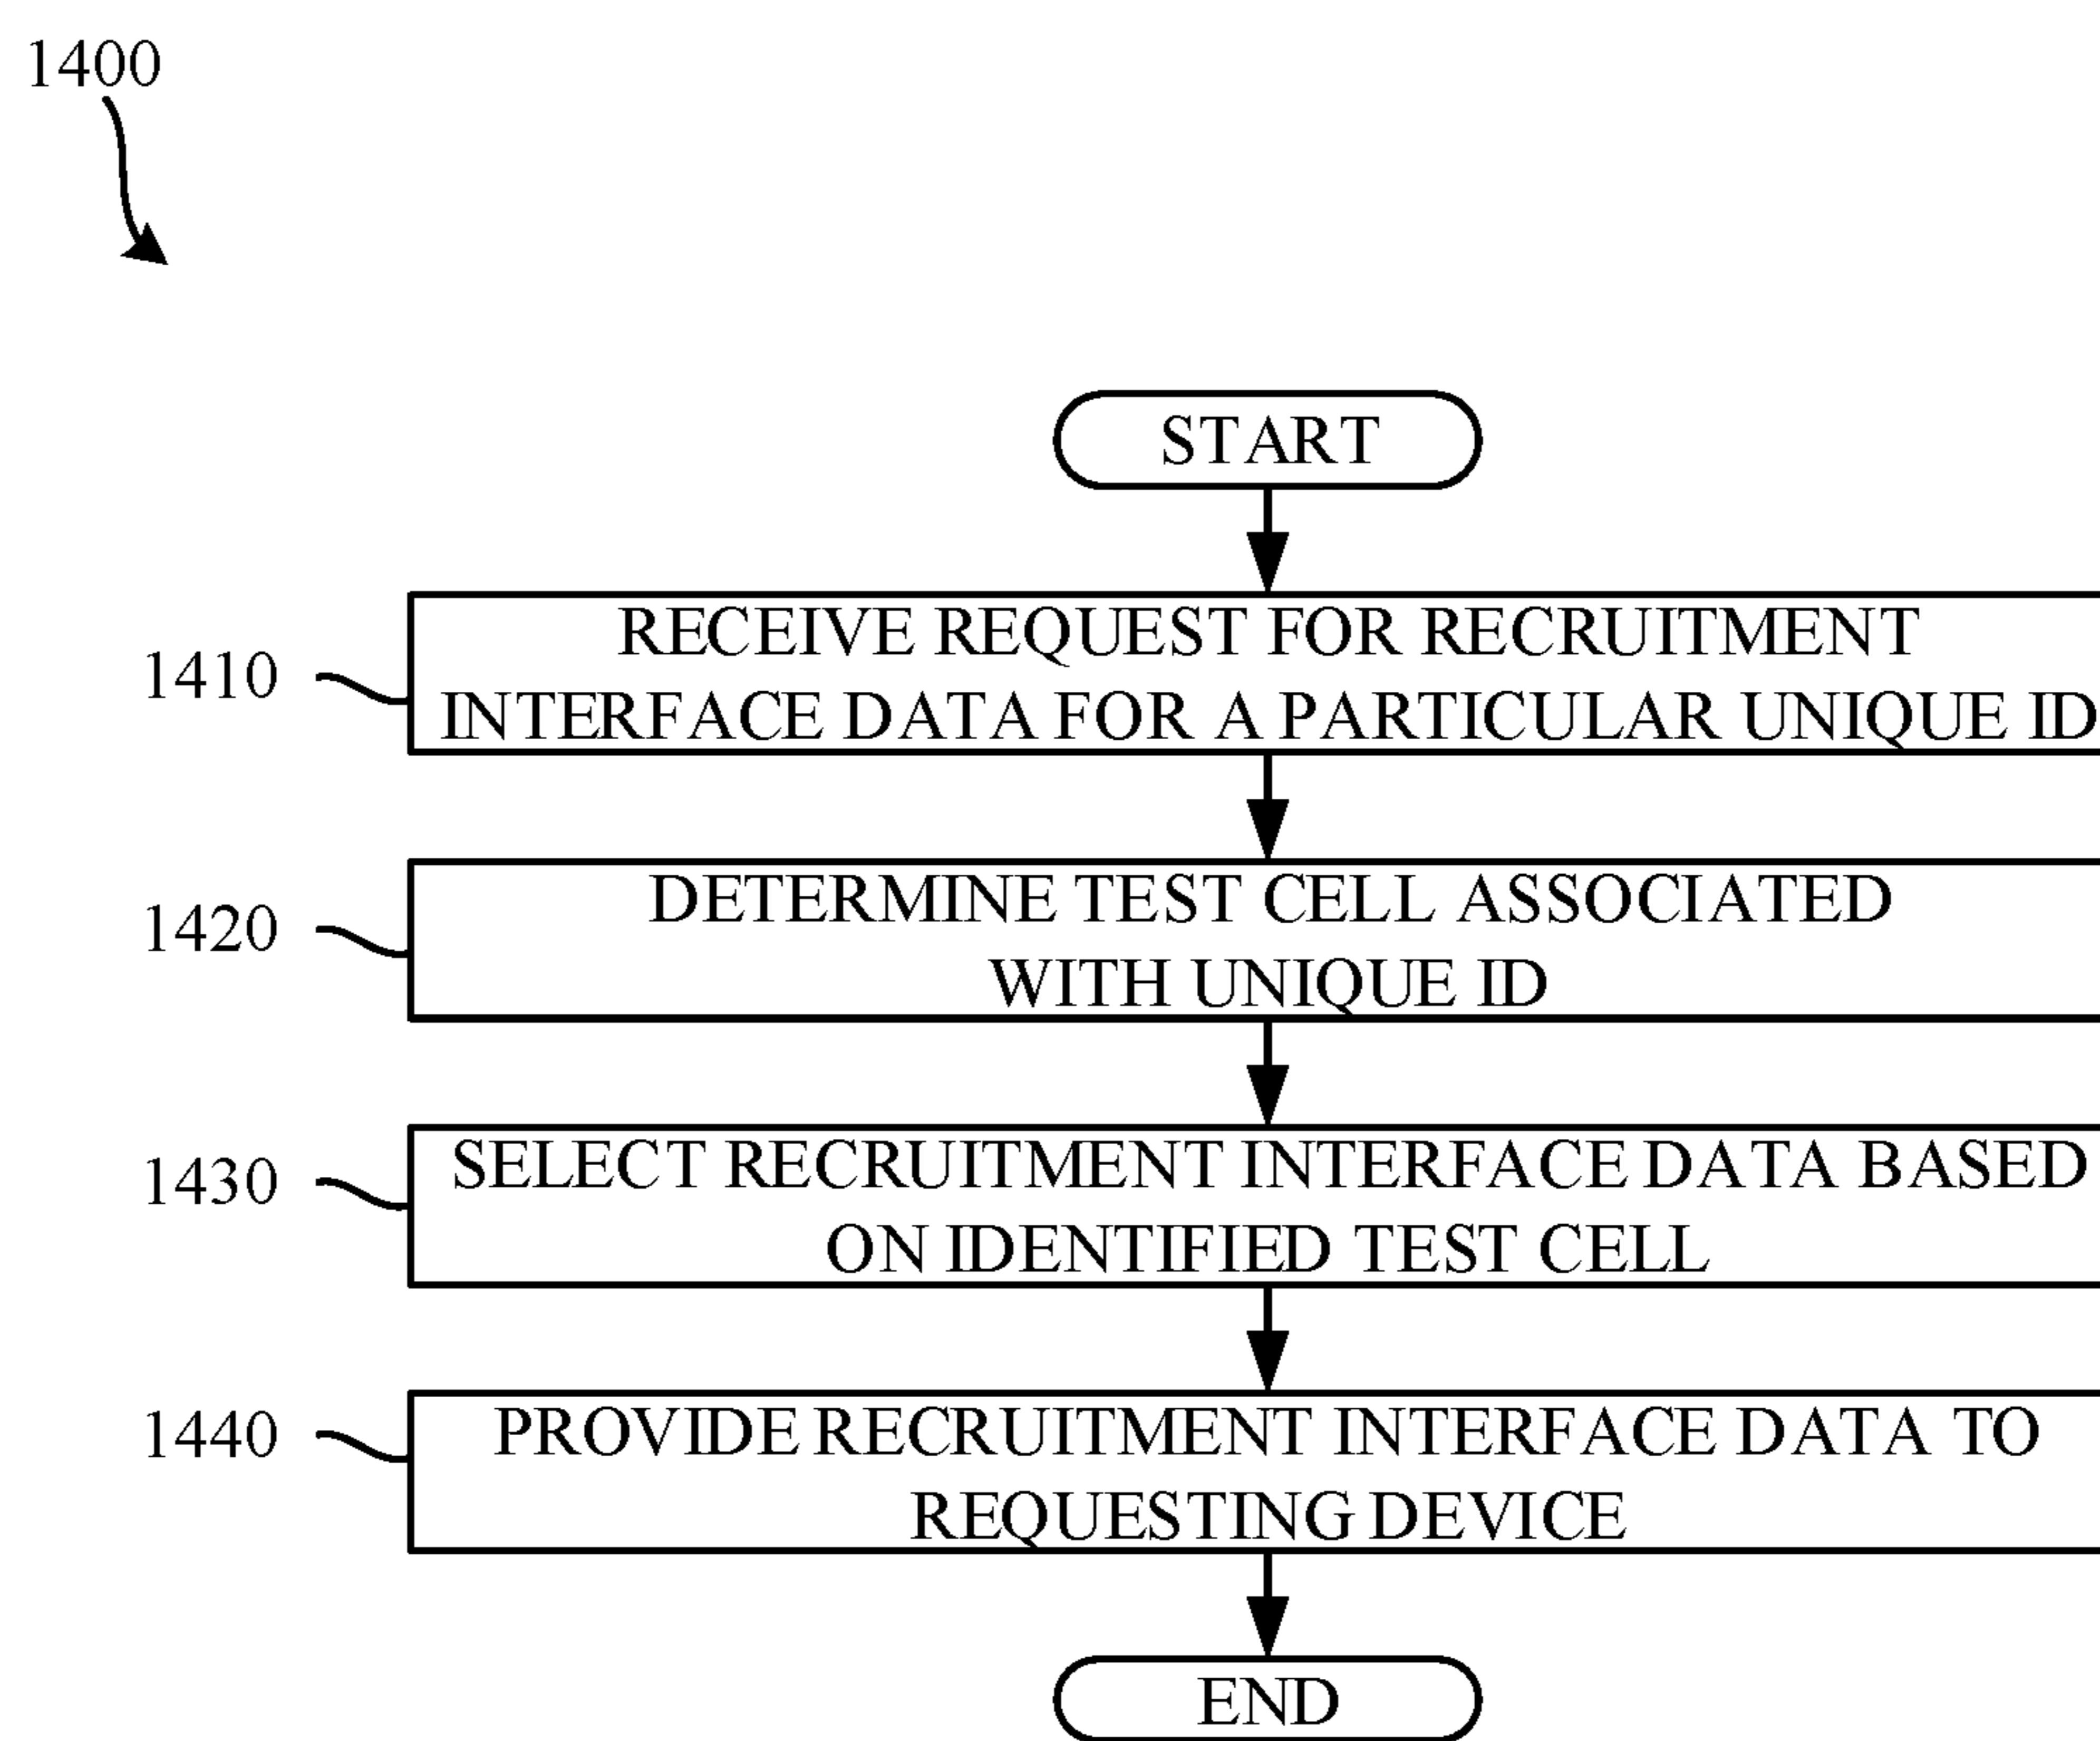 1400
START
1410
RECEIVE REQUEST FOR RECRUITMENT
INTERFACE DATA FOR A PARTICULAR UNIQUE ID
1420
DETERMINE TEST CELL ASSOCIATED
WITH UNIQUE ID
1430
SELECT RECRUITMENT INTERFACE DATA BASED
ON IDENTIFIED TEST CELL
1440
PROVIDE RECRUITMENT INTERFACE DATA TO
REQUESTING DEVICE
END